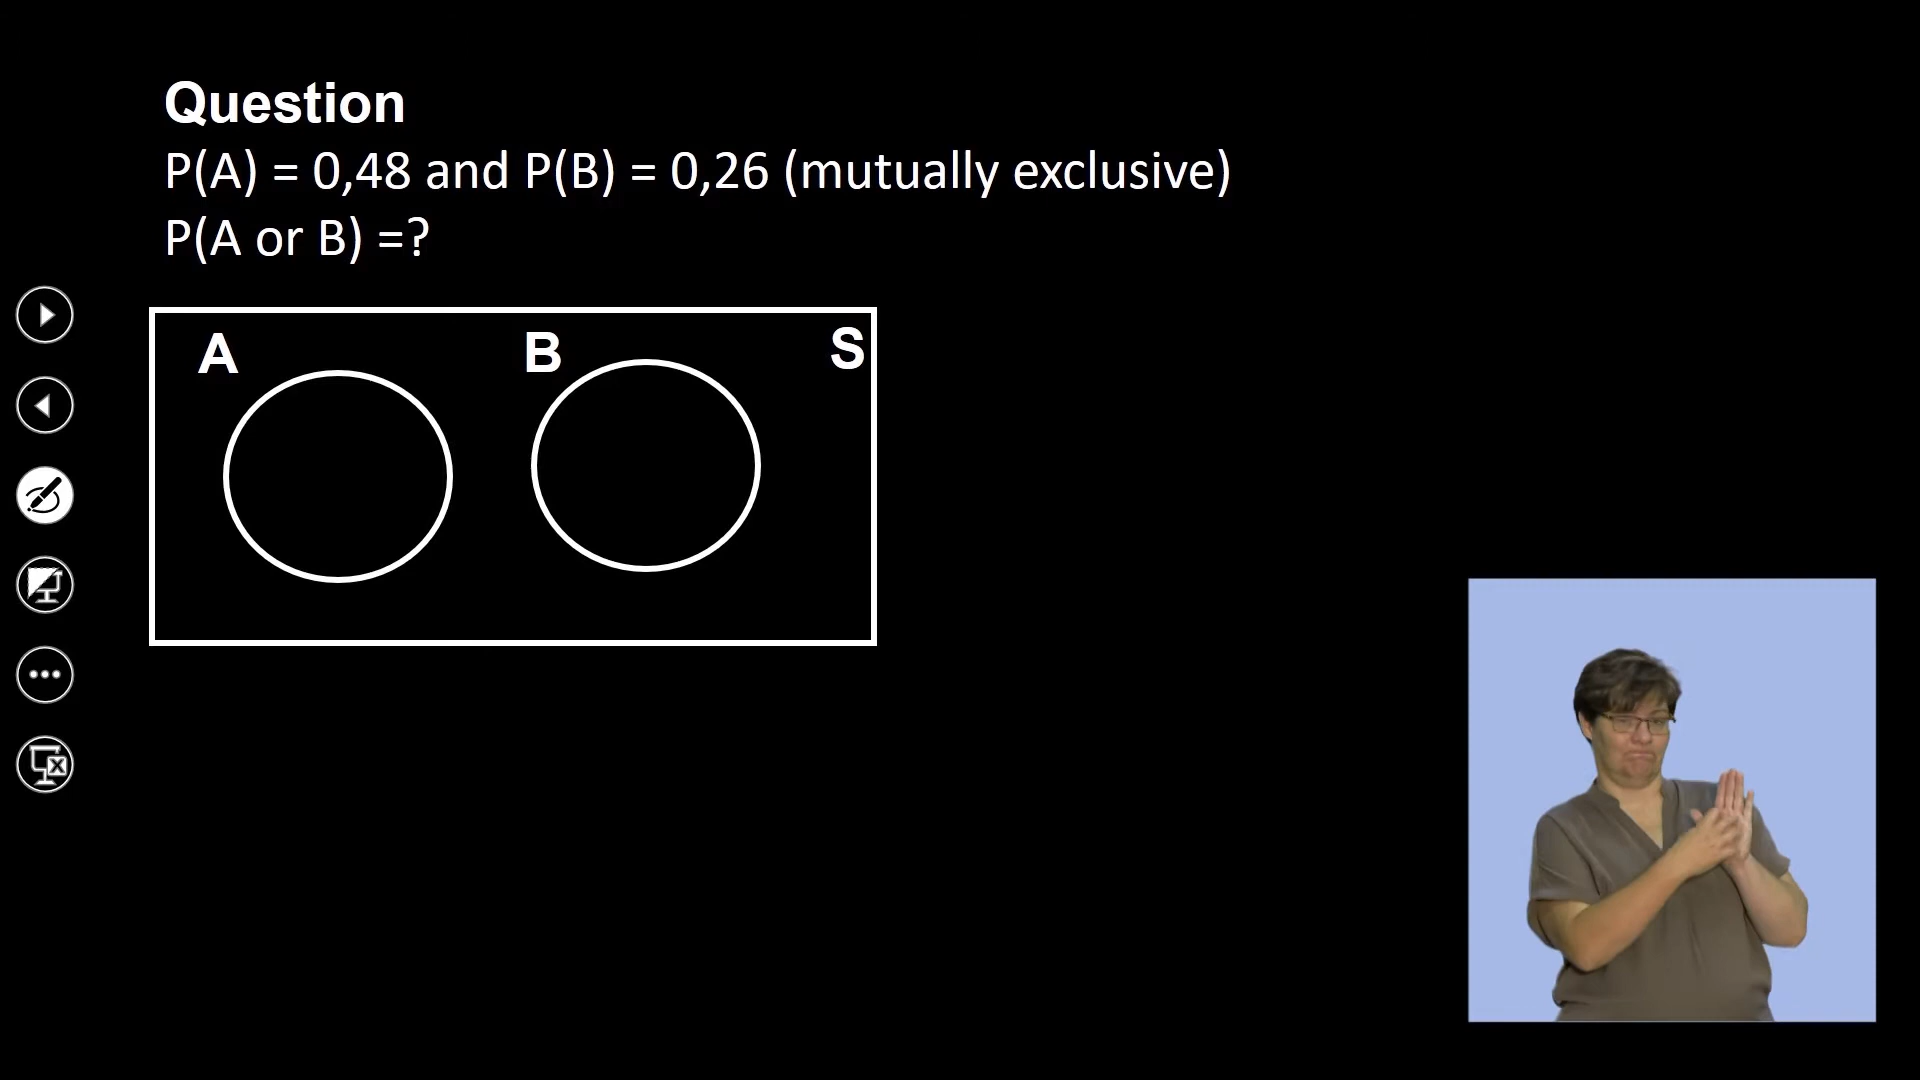 Question
P(A) = 0,48 and P(B) = 0,26 (mutually exclusive)
P(A or B) =?
A B S